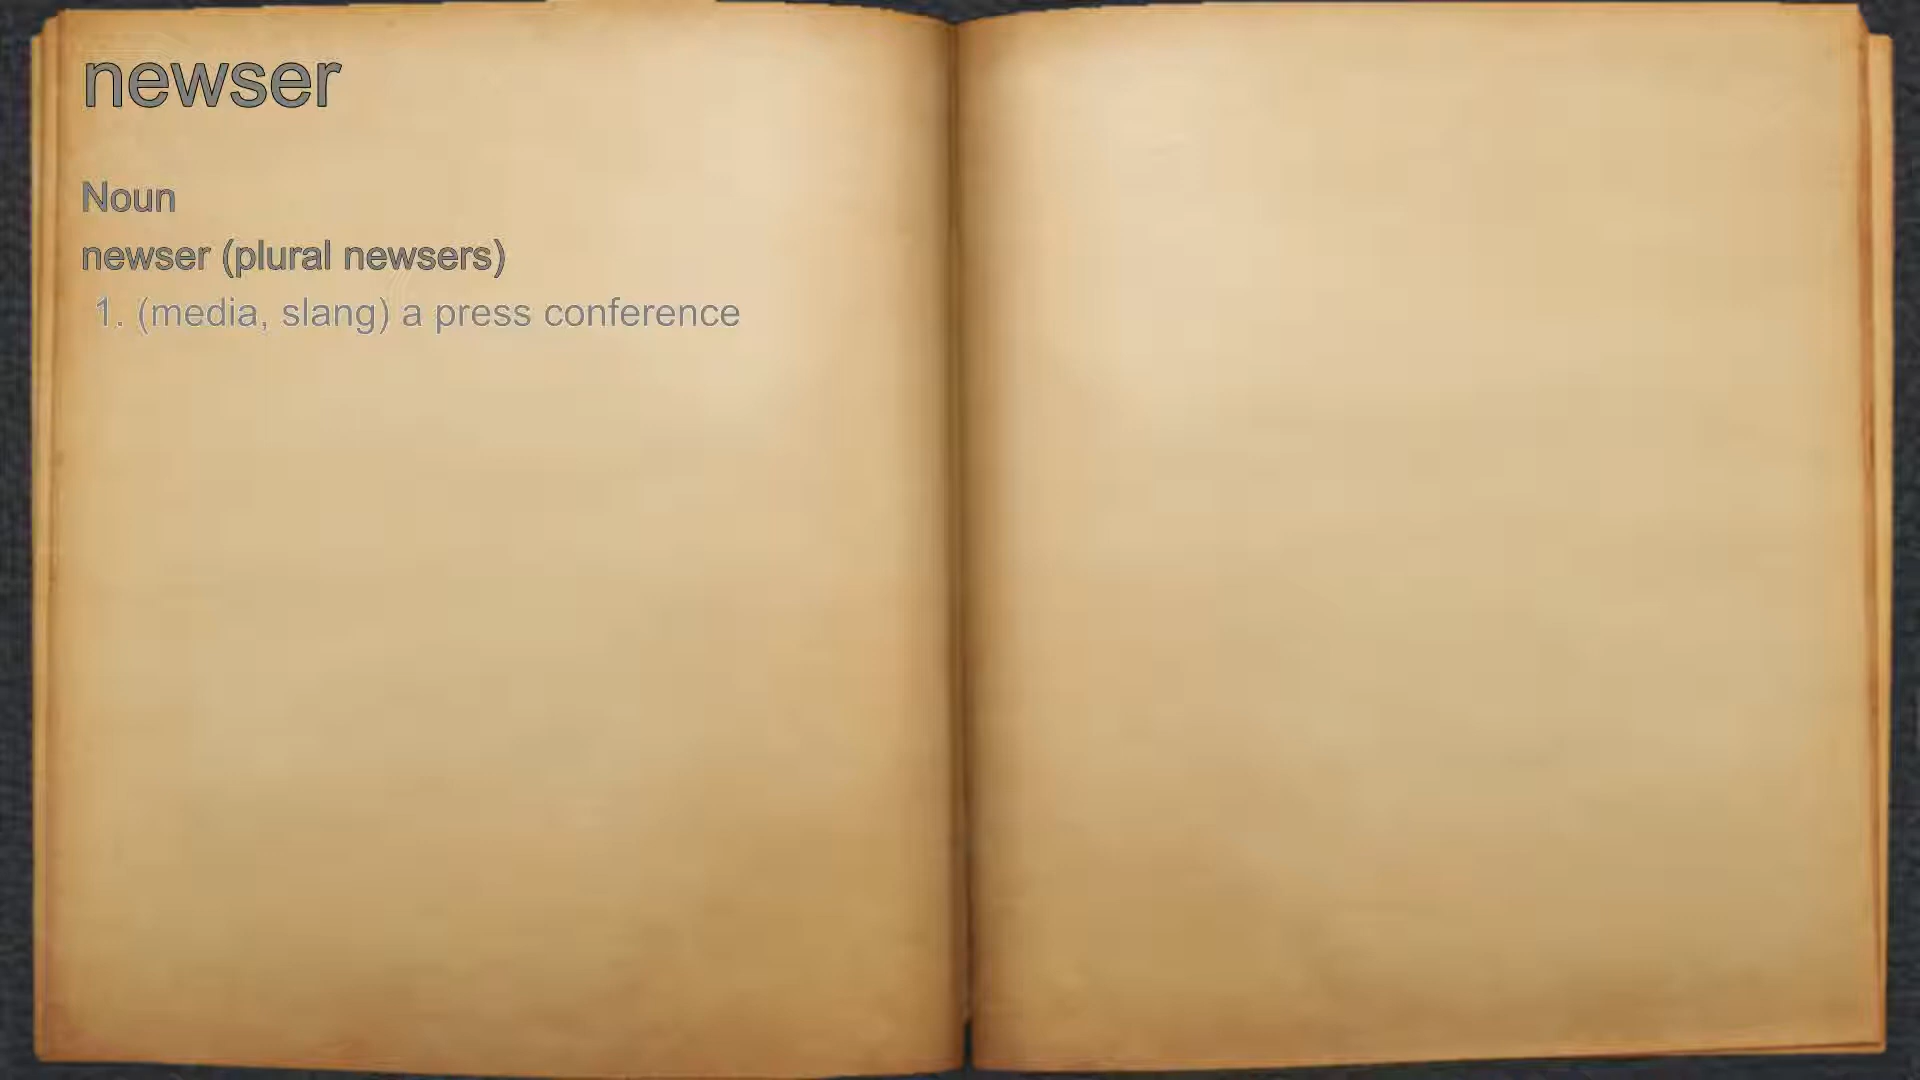 newser
Noun
newser (plural newsers)
1. (media, slang) a press conference